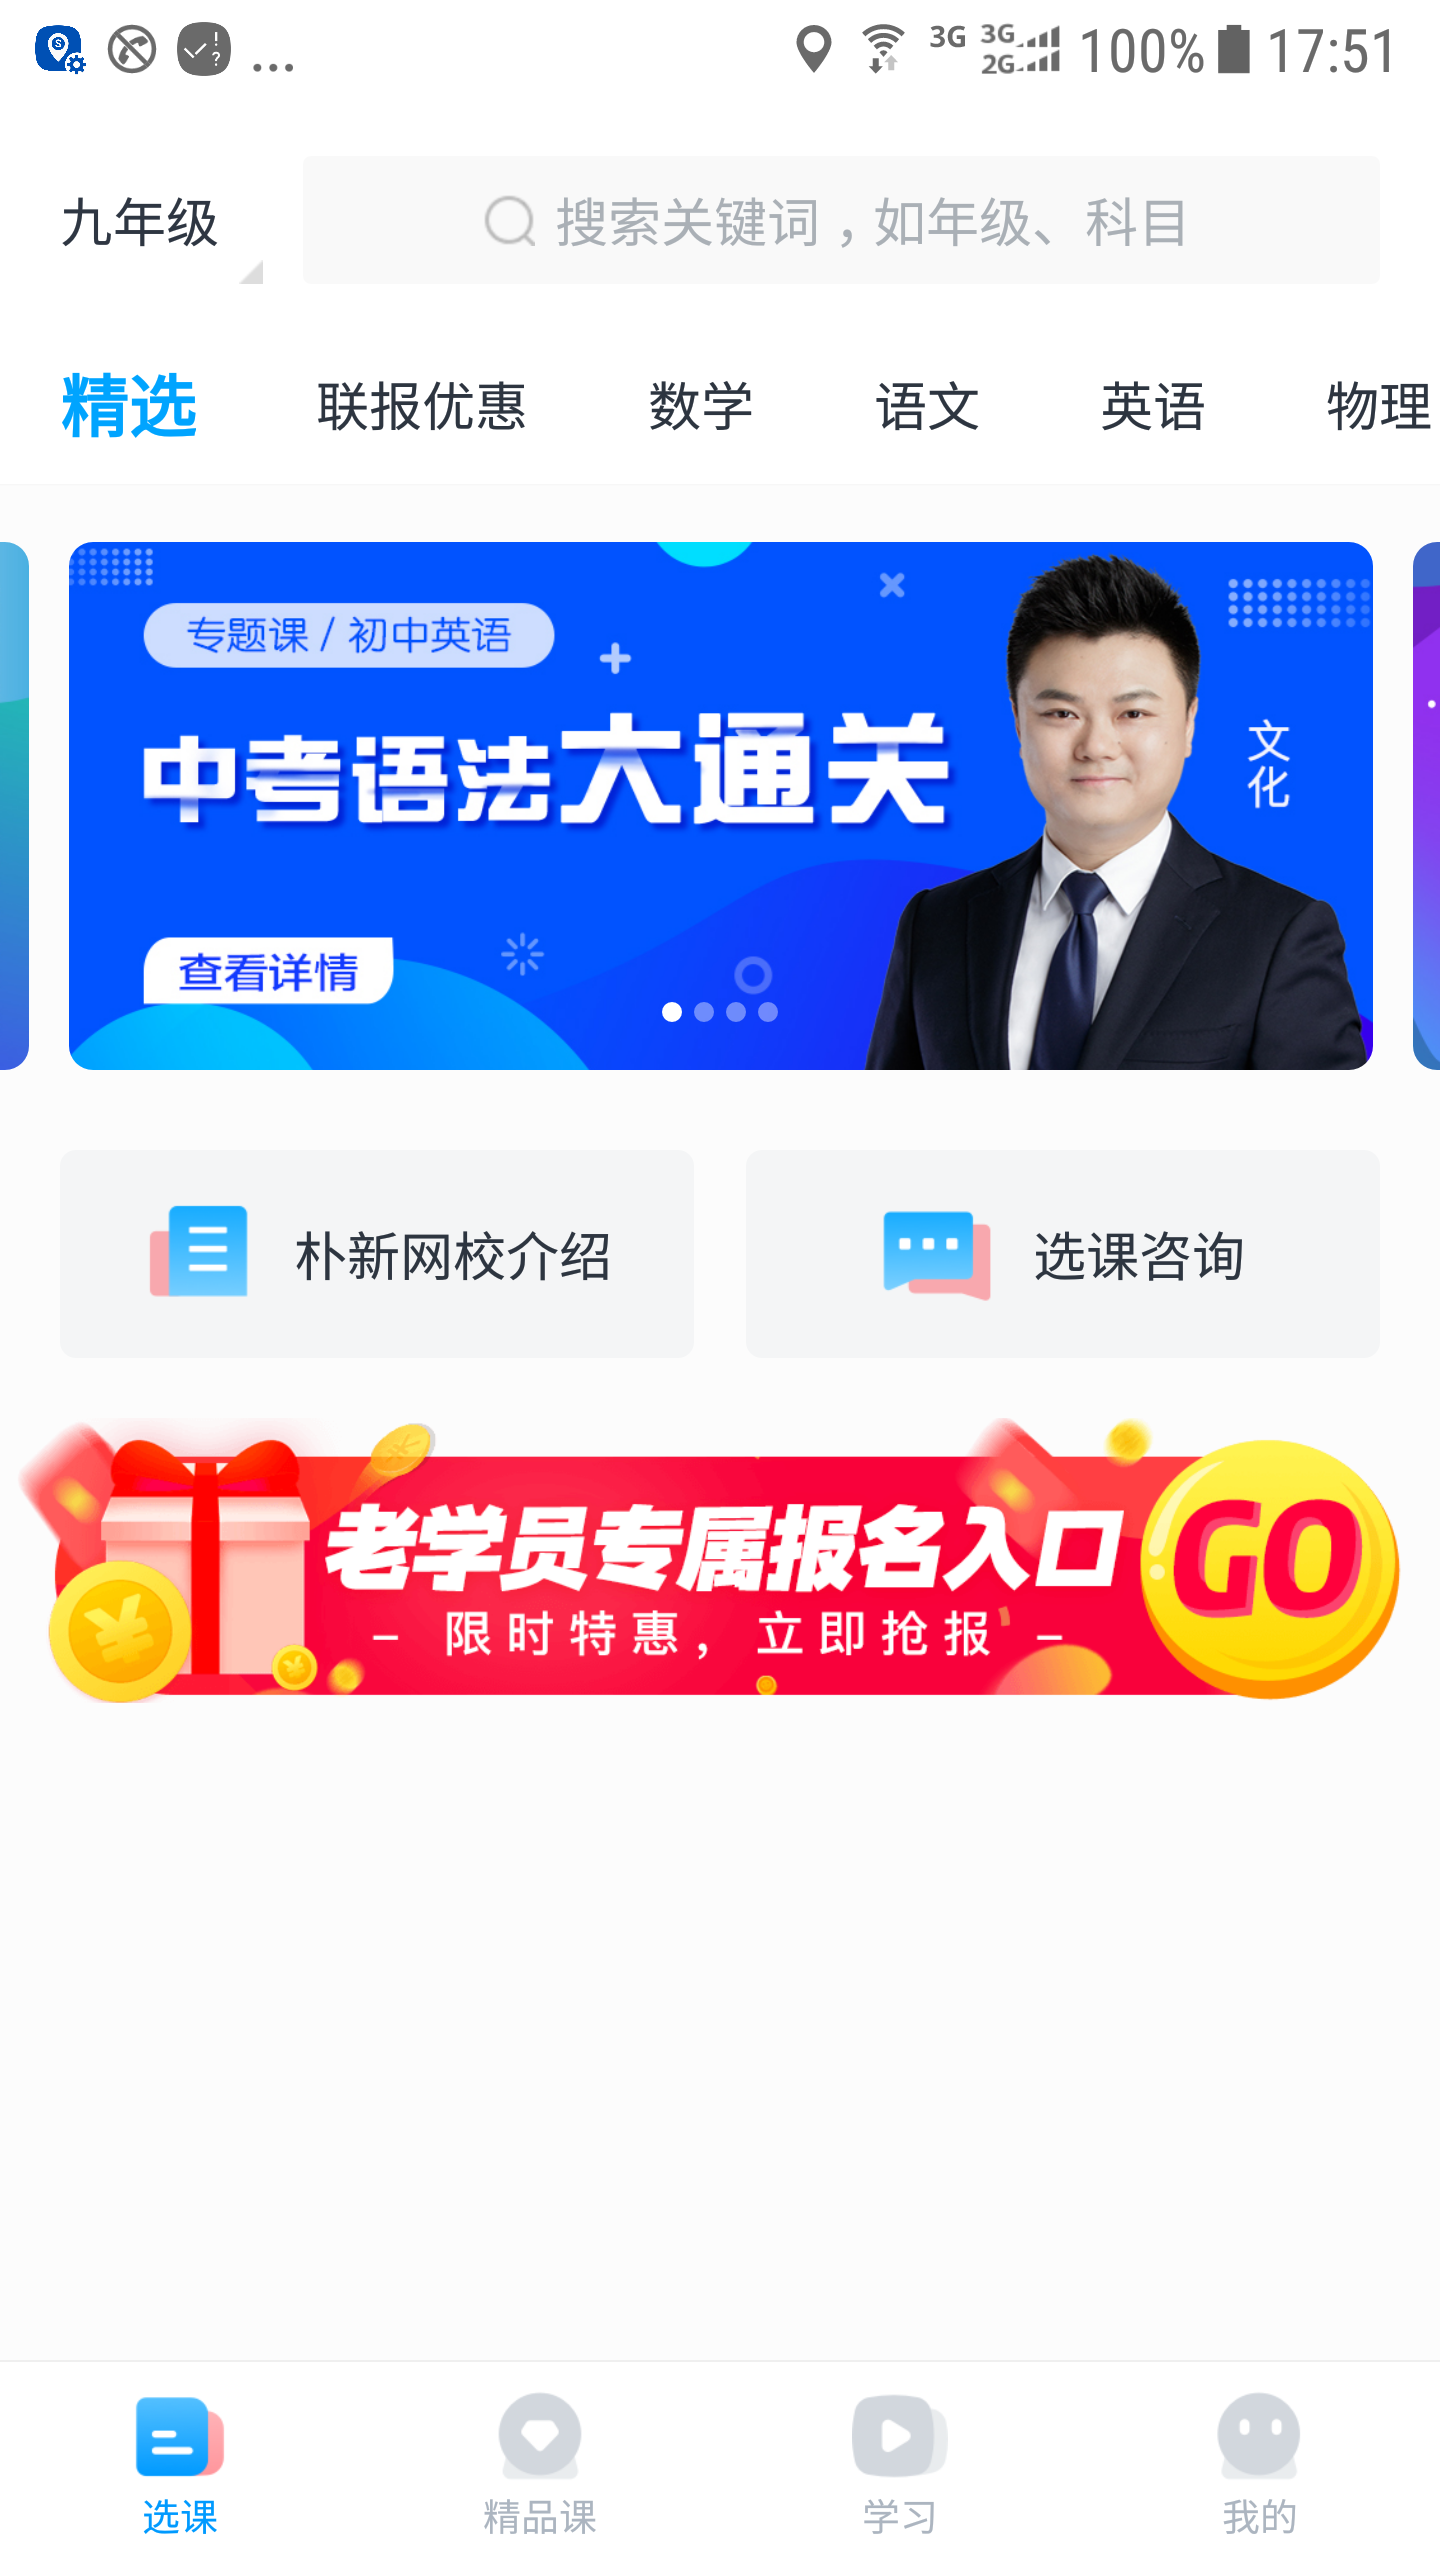 3G 3G 2G 100% 17:51
九年级
搜索关键词，如年级、科目
精选 联报优惠 数学 语文 英语 物理
专题课 / 初中英语
中考语法大通关
文化
查看详情
朴新网校介绍
选课咨询
老学员专属报名入口
GO
– 限时特惠，立即抢报 –
选课 精品课 学习 我的